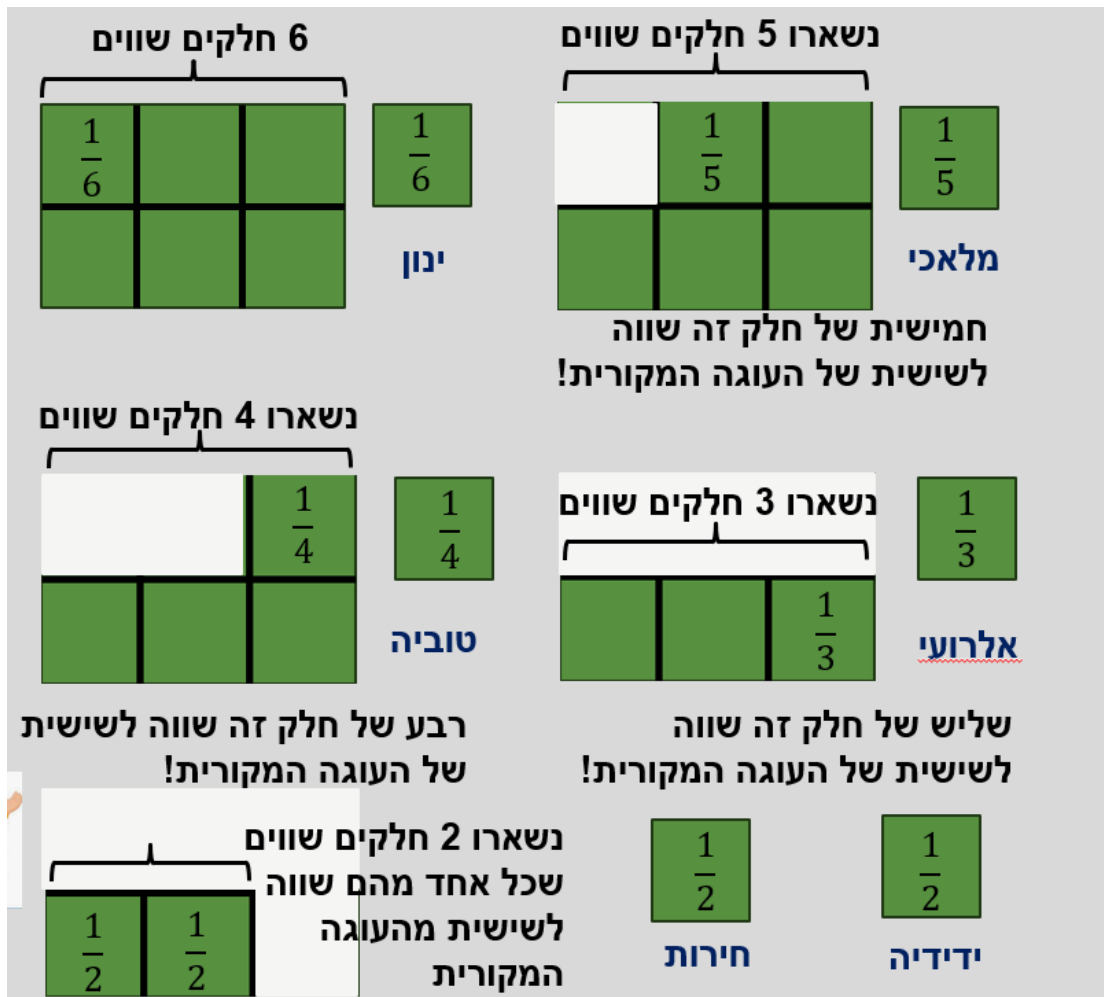 נשארו 5 חלקים שווים
1/5
1/5
מלאכי
חמישית של חלק זה שווה
לשישית של העוגה המקורית!
6 חלקים שווים
1/6
1/6
ינון
נשארו 3 חלקים שווים
1/3
1/3
אלרועי
שליש של חלק זה שווה
לשישית של העוגה המקורית!
נשארו 4 חלקים שווים
1/4
1/4
טוביה
רבע של חלק זה שווה לשישית
של העוגה המקורית!
1/2
ידידיה
1/2
חירות
נשארו 2 חלקים שווים
שכל אחד מהם שווה
לשישית מהעוגה
המקורית
1/2
1/2